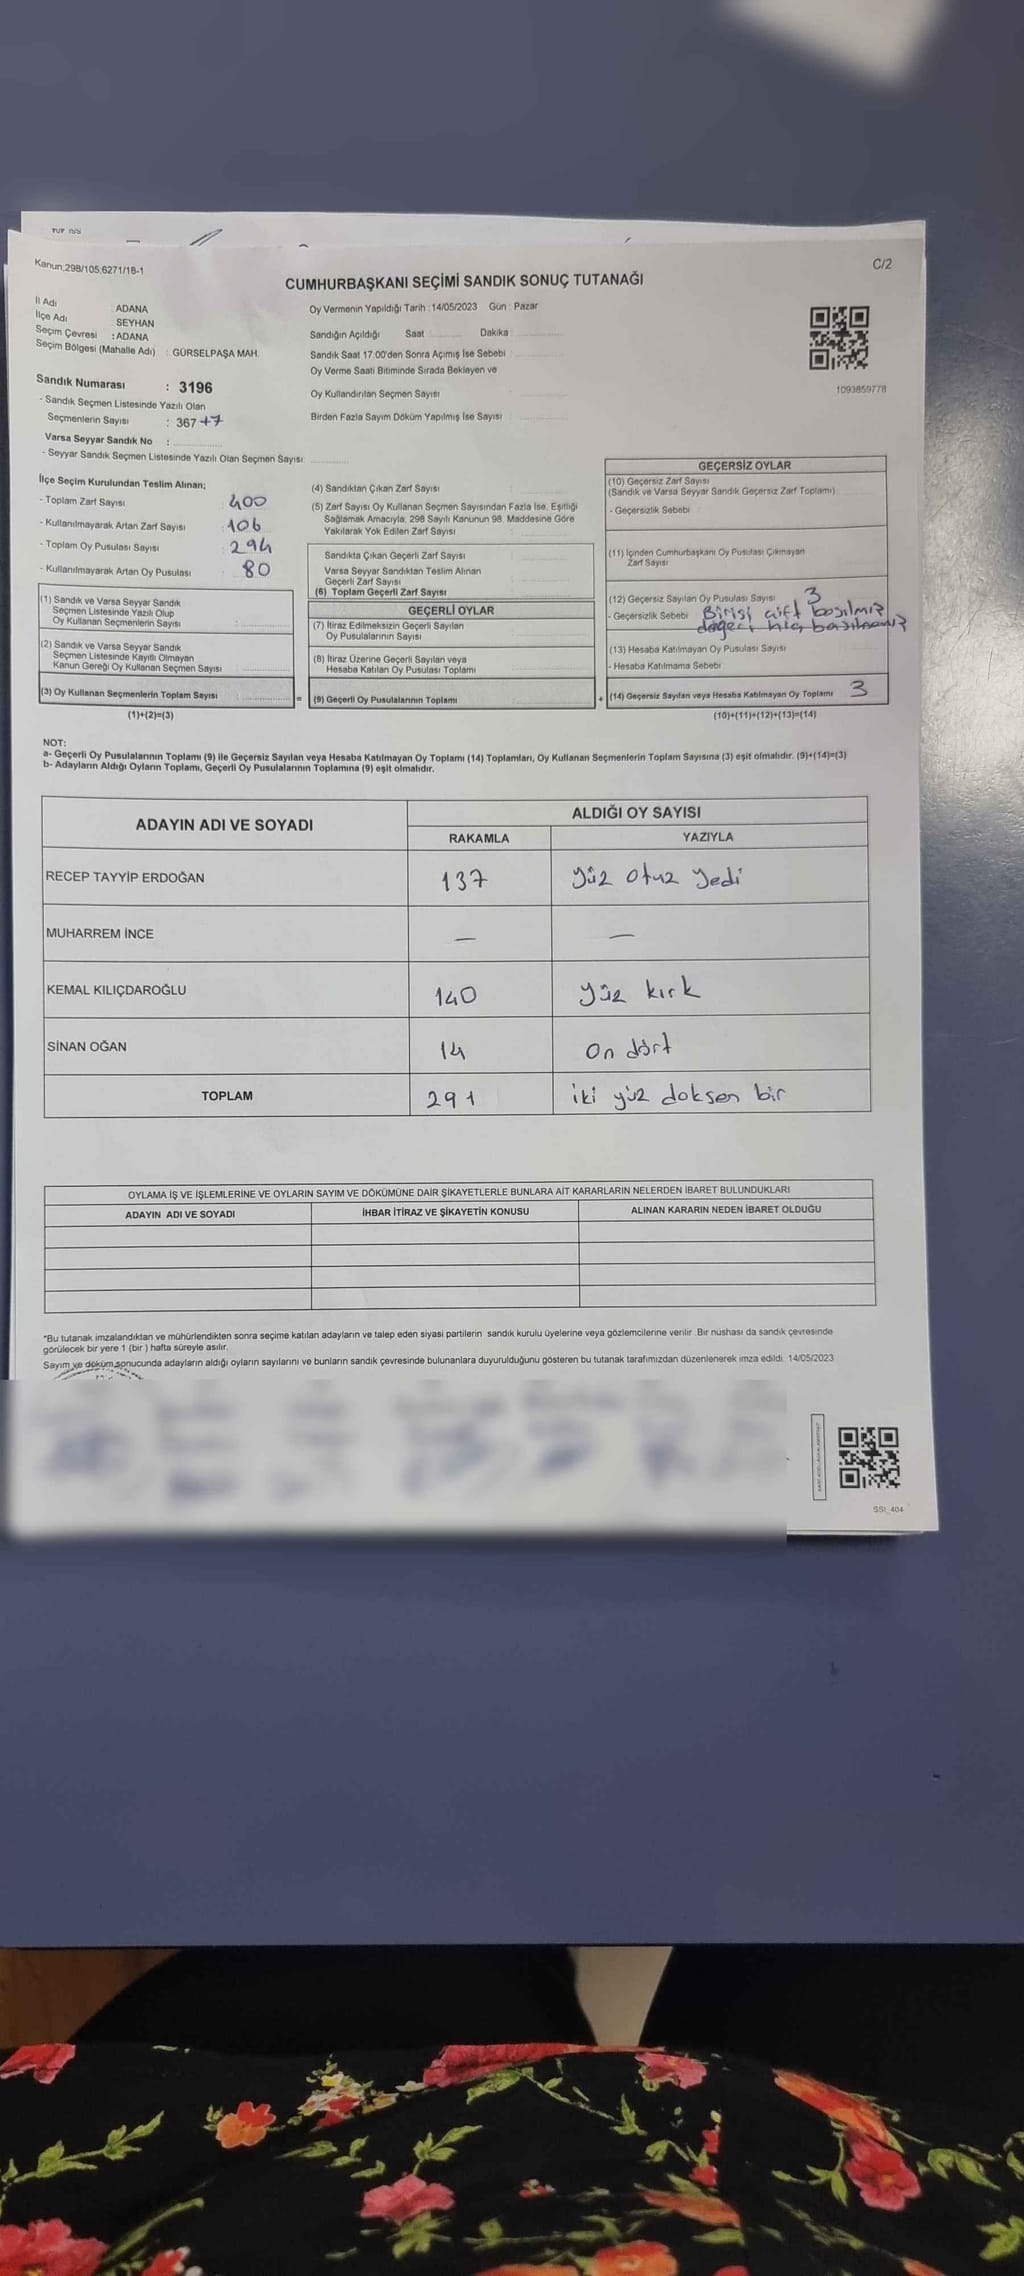 Kanun,298/105,6271/18-1
C/2
CUMHURBAŞKANI SEÇİMİ SANDIK SONUÇ TUTANAĞI
İl Adı : ADANA
İlçe Adı : SEYHAN
Seçim Çevresi : ADANA
Seçim Bölgesi (Mahalle Adı) : GÜRSELPAŞA MAH.
Sandık Numarası : 3196
- Sandık Seçmen Listesinde Yazılı Olan
Seçmenlerin Sayısı : 367 +7
Varsa Seyyar Sandık No :
- Seyyar Sandık Seçmen Listesinde Yazılı Olan Seçmen Sayısı:
Oy Vermenin Yapıldığı Tarih : 14/05/2023 Gün : Pazar
Sandığın Açıldığı Saat Dakika :
Sandık Saat 17:00'den Sonra Açımış İse Sebebi
Oy Verme Saati Bitiminde Sırada Bekleyen ve
Oy Kullandırılan Seçmen Sayısı
Birden Fazla Sayım Döküm Yapılmış İse Sayısı
1093859778
İlçe Seçim Kurulundan Teslim Alınan;
- Toplam Zarf Sayısı 400
- Kullanılmayarak Artan Zarf Sayısı 106
- Toplam Oy Pusulası Sayısı 294
- Kullanılmayarak Artan Oy Pusulası 80
(1) Sandık ve Varsa Seyyar Sandık
Seçmen Listesinde Yazılı Olup
Oy Kullanan Seçmenlerin Sayısı :
(2) Sandık ve Varsa Seyyar Sandık
Seçmen Listesinde Kayıtlı Olmayan
Kanun Gereği Oy Kullanan Seçmen Sayısı
(3) Oy Kullanan Seçmenlerin Toplam Sayısı :
(1)+(2)=(3)
(4) Sandıktan Çıkan Zarf Sayısı
(5) Zarf Sayısı Oy Kullanan Seçmen Sayısından Fazla İse, Eşitliği
Sağlamak Amacıyla, 298 Sayılı Kanunun 98. Maddesine Göre
Yakılarak Yok Edilen Zarf Sayısı
Sandıkta Çıkan Geçerli Zarf Sayısı
Varsa Seyyar Sandıktan Teslim Alınan
Geçerli Zarf Sayısı
(6) Toplam Geçerli Zarf Sayısı
GEÇERLİ OYLAR
(7) İtiraz Edilmeksizin Geçerli Sayılan
Oy Pusulalarının Sayısı
(8) İtiraz Üzerine Geçerli Sayılan veya
Hesaba Katılan Oy Pusulası Toplamı
= (9) Geçerli Oy Pusulalarının Toplamı
GEÇERSİZ OYLAR
(10) Geçersiz Zarf Sayısı
(Sandık ve Varsa Seyyar Sandık Geçersiz Zarf Toplamı)
- Geçersizlik Sebebi
(11) İçinden Cumhurbaşkanı Oy Pusulası Çıkmayan
Zarf Sayısı
(12) Geçersiz Sayılan Oy Pusulası Sayısı 3
- Geçersizlik Sebebi Birisi çift basılmış
diğeri hiç basılmamış
(13) Hesaba Katılmayan Oy Pusulası Sayısı
- Hesaba Katılmama Sebebi
+ (14) Geçersiz Sayılan veya Hesaba Katılmayan Oy Toplamı 3
(10)+(11)+(12)+(13)=(14)
NOT:
a- Geçerli Oy Pusulalarının Toplamı (9) ile Geçersiz Sayılan veya Hesaba Katılmayan Oy Toplamı (14) Toplamları, Oy Kullanan Seçmenlerin Toplam Sayısına (3) eşit olmalıdır. (9)+(14)=(3)
b- Adayların Aldığı Oyların Toplamı, Geçerli Oy Pusulalarının Toplamına (9) eşit olmalıdır.
ADAYIN ADI VE SOYADI ALDIĞI OY SAYISI
RAKAMLA YAZIYLA
RECEP TAYYİP ERDOĞAN 137 yüz otuz yedi
MUHARREM İNCE — —
KEMAL KILIÇDAROĞLU 140 yüz kırk
SİNAN OĞAN 14 on dört
TOPLAM 291 iki yüz doksen bir
OYLAMA İŞ VE İŞLEMLERİNE VE OYLARIN SAYIM VE DÖKÜMÜNE DAİR ŞİKAYETLERLE BUNLARA AİT KARARLARIN NELERDEN İBARET BULUNDUKLARI
ADAYIN ADI VE SOYADI İHBAR İTİRAZ VE ŞİKAYETİN KONUSU ALINAN KARARIN NEDEN İBARET OLDUĞU
*Bu tutanak imzalandıktan ve mühürlendikten sonra seçime katılan adayların ve talep eden siyasi partilerin sandık kurulu üyelerine veya gözlemcilerine verilir. Bir nüshası da sandık çevresinde
görülecek bir yere 1 (bir ) hafta süreyle asılır.
Sayım ve döküm sonucunda adayların aldığı oyların sayılarını ve bunların sandık çevresinde bulunanlara duyurulduğunu gösteren bu tutanak tarafımızdan düzenlenerek imza edildi. 14/05/2023
SSI_404